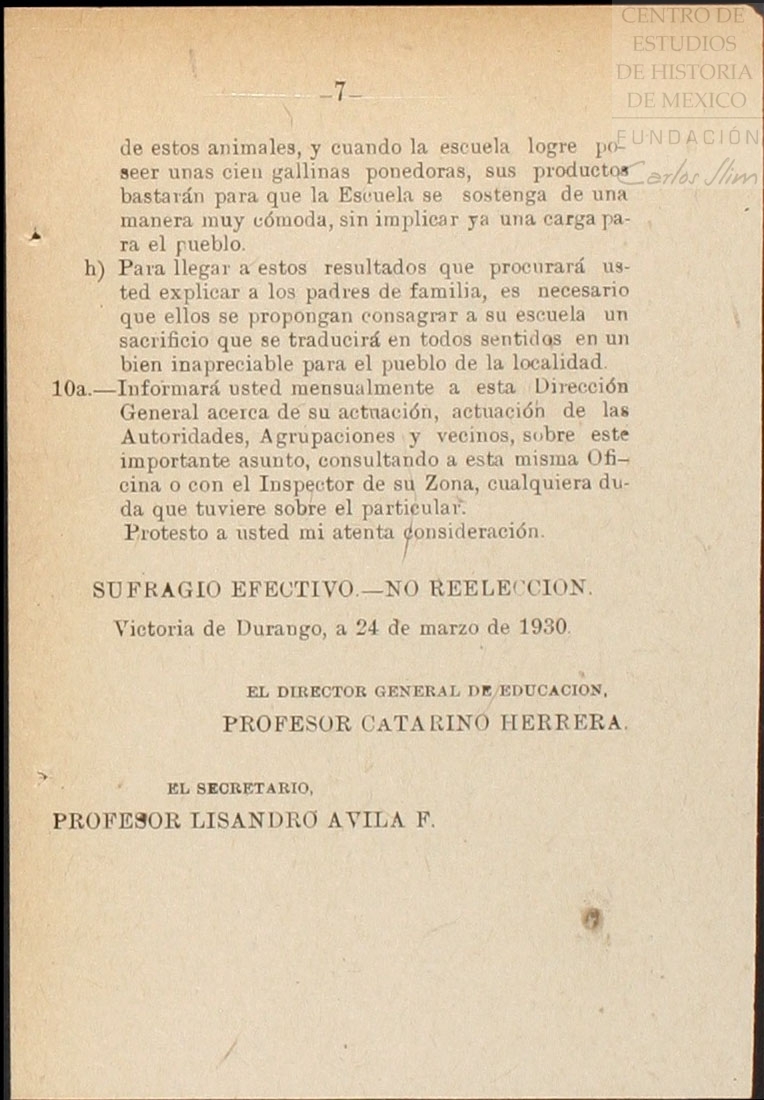 CENTRO DE
ESTUDIOS
DE HISTORIA
DE MEXICO
FUNDACIÓN
Carlos Slim
—7—
de estos animales, y cuando la escuela logre po-
seer unas cien gallinas ponedoras, sus productos
bastarán para que la Escuela se sostenga de una
manera muy cómoda, sin implicar ya una carga pa-
ra el pueblo.
h) Para llegar a estos resultados que procurará us-
ted explicar a los padres de familia, es necesario
que ellos se propongan consagrar a su escuela un
sacrificio que se traducirá en todos sentidos en un
bien inapreciable para el pueblo de la localidad.
10a.—Informará usted mensualmente a esta Dirección
General acerca de su actuación, actuación de las
Autoridades, Agrupaciones y vecinos, sobre este
importante asunto, consultando a esta misma Ofi-
cina o con el Inspector de su Zona, cualquiera du-
da que tuviere sobre el particular.
Protesto a usted mi atenta consideración.
SUFRAGIO EFECTIVO.—NO REELECCION.
Victoria de Durango, a 24 de marzo de 1930.
EL DIRECTOR GENERAL DE EDUCACION,
PROFESOR CATARINO HERRERA.
EL SECRETARIO,
PROFESOR LISANDRO AVILA F.